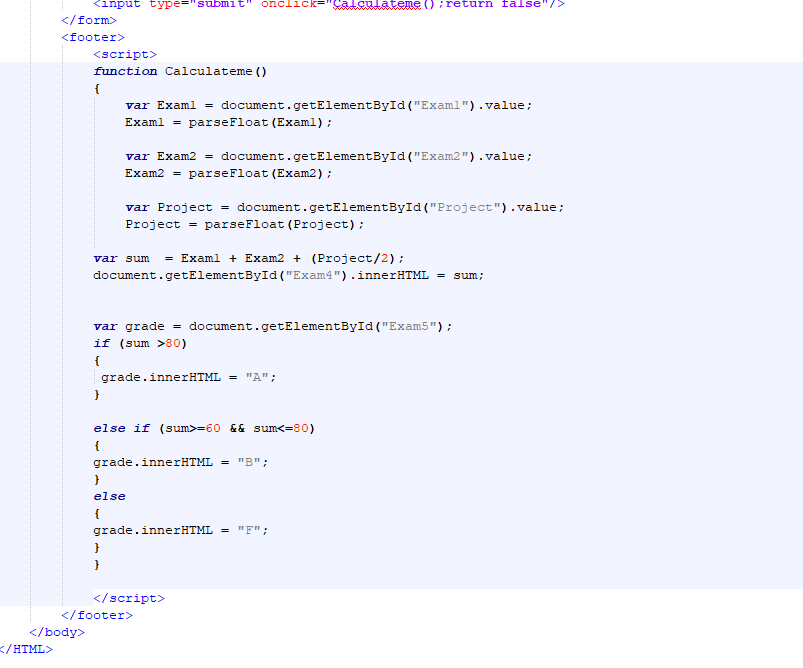 <input type="submit" onclick="Calculateme();return false"/>
</form>
<footer>
<script>
function Calculateme()
{
var Exam1 = document.getElementById("Exam1").value;
Exam1 = parseFloat(Exam1);
var Exam2 = document.getElementById("Exam2").value;
Exam2 = parseFloat(Exam2);
var Project = document.getElementById("Project").value;
Project = parseFloat(Project);
var sum  = Exam1 + Exam2 + (Project/2);
document.getElementById("Exam4").innerHTML = sum;
var grade = document.getElementById("Exam5");
if (sum >80)
{
grade.innerHTML = "A";
}
else if (sum>=60 && sum<=80)
{
grade.innerHTML = "B";
}
else
{
grade.innerHTML = "F";
}
}
</script>
</footer>
</body>
</HTML>